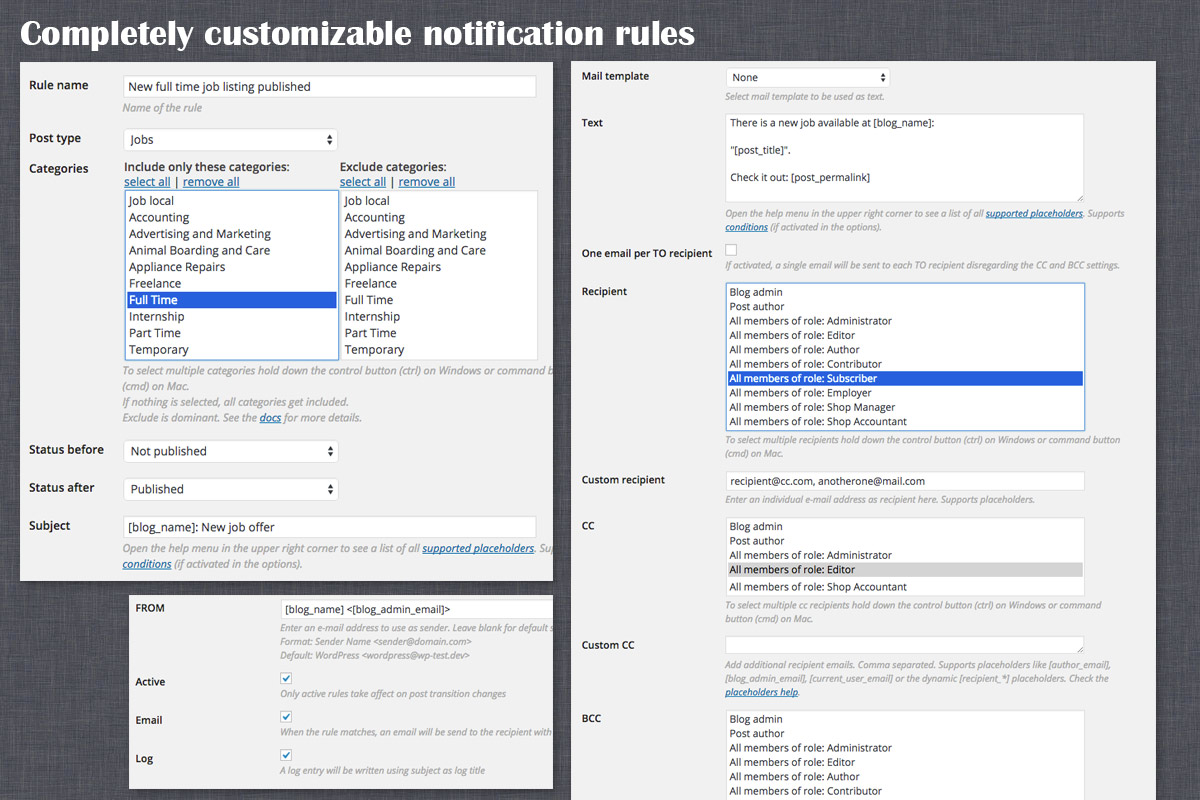 Completely customizable notification rules
Rule name
New full time job listing published
Name of the rule
Post type
Jobs
Categories
Include only these categories:
select all | remove all
Job local
Accounting
Advertising and Marketing
Animal Boarding and Care
Appliance Repairs
Freelance
Full Time
Internship
Part Time
Temporary
Exclude categories:
select all | remove all
Job local
Accounting
Advertising and Marketing
Animal Boarding and Care
Appliance Repairs
Freelance
Full Time
Internship
Part Time
Temporary
To select multiple categories hold down the control button (ctrl) on Windows or command b
(cmd) on Mac.
If nothing is selected, all categories get included.
Exclude is dominant. See the docs for more details.
Status before
Not published
Status after
Published
Subject
[blog_name]: New job offer
Open the help menu in the upper right corner to see a list of all supported placeholders. Sup
conditions (if activated in the options).
FROM
[blog_name] <[blog_admin_email]>
Enter an e-mail address to use as sender. Leave blank for default s
Format: Sender Name <sender@domain.com>
Default: WordPress <wordpress@wp-test.dev>
Active
Only active rules take affect on post transition changes
Email
When the rule matches, an email will be send to the recipient with
Log
A log entry will be written using subject as log title
Mail template
None
Select mail template to be used as text.
Text
There is a new job available at [blog_name]:
"[post_title]".
Check it out: [post_permalink]
Open the help menu in the upper right corner to see a list of all supported placeholders. Supports
conditions (if activated in the options).
One email per TO recipient
If activated, a single email will be sent to each TO recipient disregarding the CC and BCC settings.
Recipient
Blog admin
Post author
All members of role: Administrator
All members of role: Editor
All members of role: Author
All members of role: Contributor
All members of role: Subscriber
All members of role: Employer
All members of role: Shop Manager
All members of role: Shop Accountant
To select multiple recipients hold down the control button (ctrl) on Windows or command button
(cmd) on Mac.
Custom recipient
recipient@cc.com, anotherone@mail.com
Enter an individual e-mail address as recipient here. Supports placeholders.
CC
Blog admin
Post author
All members of role: Administrator
All members of role: Editor
All members of role: Shop Accountant
To select multiple cc recipients hold down the control button (ctrl) on Windows or command
button (cmd) on Mac.
Custom CC
Add additional recipient emails. Comma separated. Supports placeholders like [author_email],
[blog_admin_email], [current_user_email] or the dynamic [recipient_*] placeholders. Check the
placeholders help.
BCC
Blog admin
Post author
All members of role: Administrator
All members of role: Editor
All members of role: Author
All members of role: Contributor